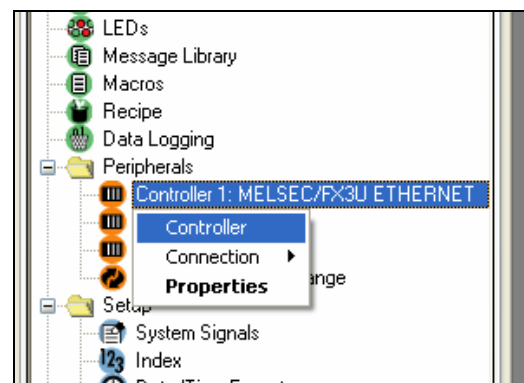 LEDs
Message Library
Macros
Recipe
Data Logging
Peripherals
Controller 1: MELSEC/FX3U ETHERNET
Controller
Connection
Properties
ange
Setup
System Signals
123 Index